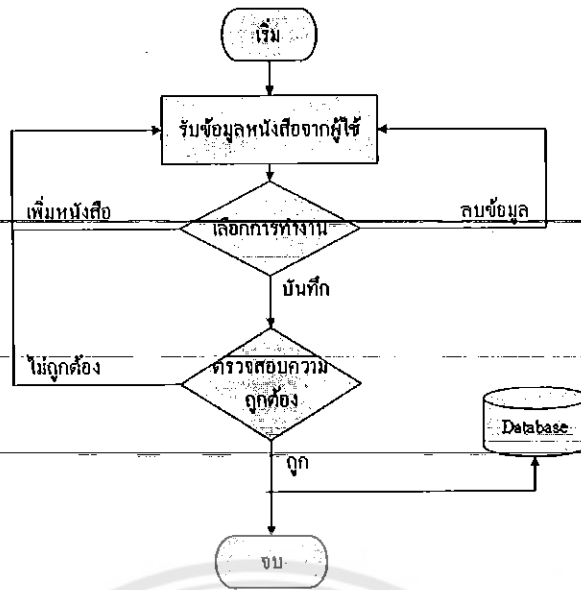 เริ่ม
รับข้อมูลหนังสือจากผู้ใช้
เพิ่มหนังสือ
เลือกการทำงาน
ลบข้อมูล
บันทึก
ไม่ถูกต้อง
ตรวจสอบความ
ถูกต้อง
Database
ถูก
จบ